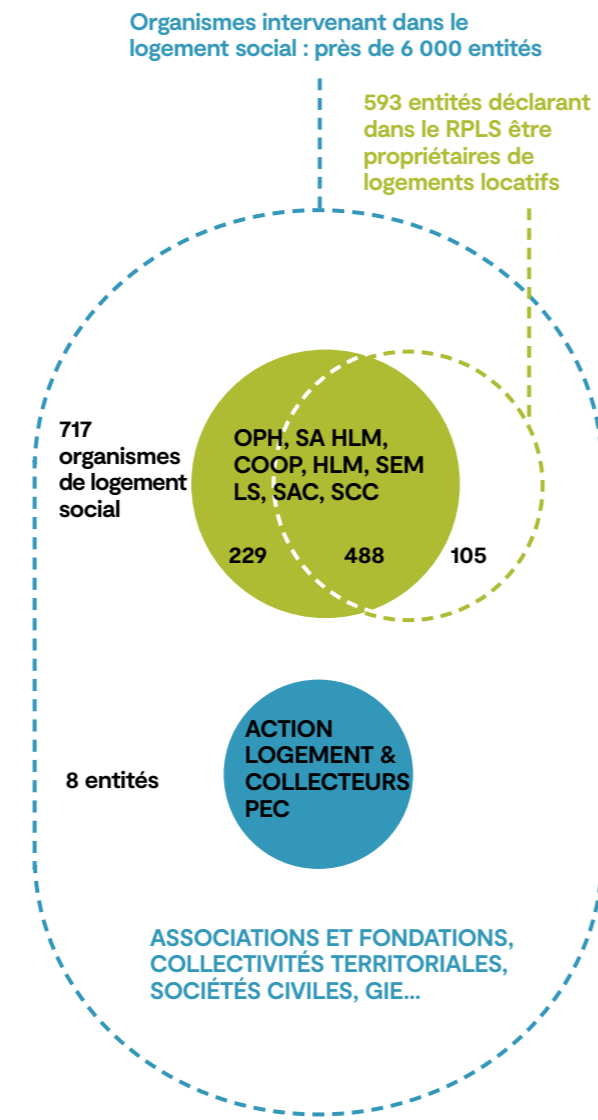 Organismes intervenant dans le
logement social : près de 6 000 entités
593 entités déclarant
dans le RPLS être
propriétaires de
logements locatifs
717
organismes
de logement
social
OPH, SA HLM,
COOP, HLM, SEM
LS, SAC, SCC
229 488 105
8 entités
ACTION
LOGEMENT &
COLLECTEURS
PEC
ASSOCIATIONS ET FONDATIONS,
COLLECTIVITÉS TERRITORIALES,
SOCIÉTÉS CIVILES, GIE...